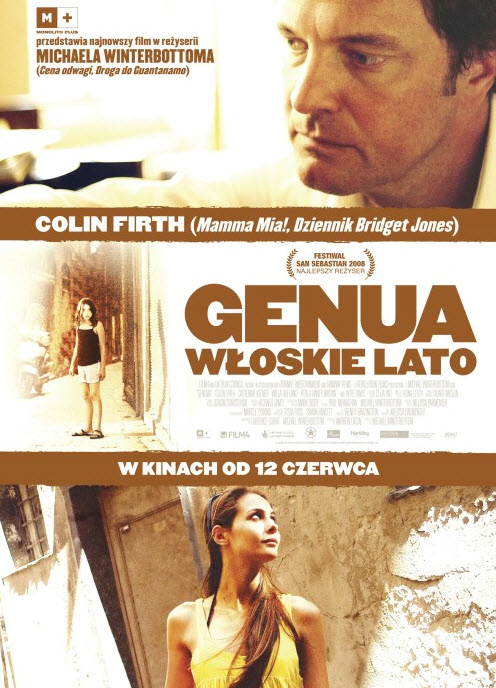 M +
MONOLITH PLUS
przedstawia najnowszy film w reżyserii
MICHAELA WINTERBOTTOMA
(Cena odwagi, Droga do Guantanamo)
COLIN FIRTH (Mamma Mia!, Dziennik Bridget Jones)
FESTIWAL
SAN SEBASTIAN 2008
NAJLEPSZY REŻYSER
GENUA
WŁOSKIE LATO
FILM4
W KINACH OD 12 CZERWCA